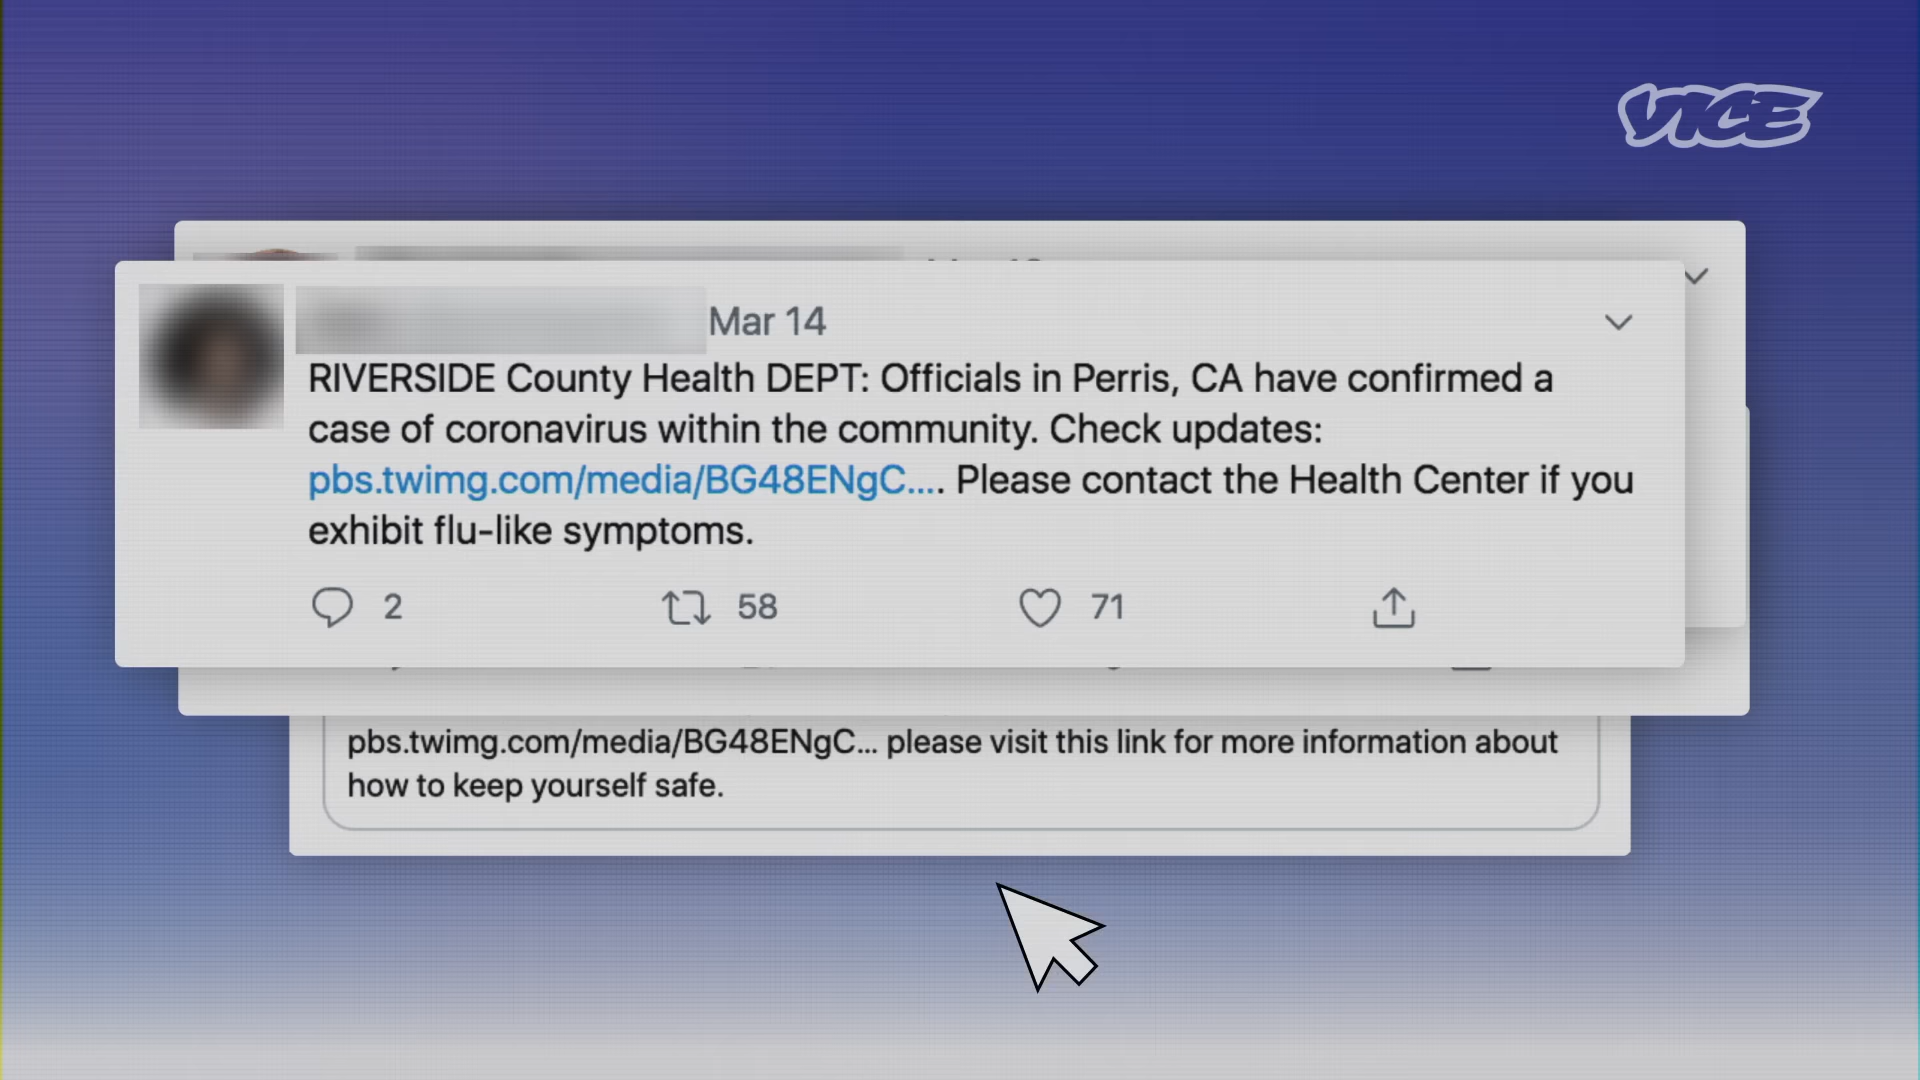 VICE
Mar 14
RIVERSIDE County Health DEPT: Officials in Perris, CA have confirmed a
case of coronavirus within the community. Check updates:
pbs.twimg.com/media/BG48ENgC.... Please contact the Health Center if you
exhibit flu-like symptoms.
2 58 71
pbs.twimg.com/media/BG48ENgC... please visit this link for more information about
how to keep yourself safe.